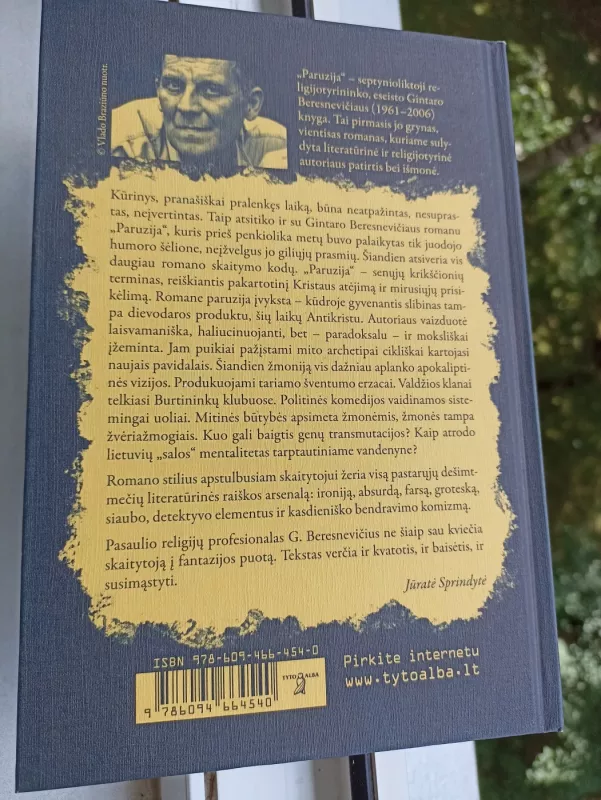 © Vlado Braziūno nuotr.
„Paruzija“ – septynioliktoji re-
ligijotyrininko, eseisto Gintaro
Beresnevičiaus (1961–2006)
knyga. Tai pirmasis jo grynas,
vientisas romanas, kuriame suly-
dyta literatūrinė ir religijotyrinė
autoriaus patirtis bei išmonė.
Kūrinys, pranašiškai pralenkęs laiką, būna neatpažintas, nesupras-
tas, neįvertintas. Taip atsitiko ir su Gintaro Beresnevičiaus romanu
„Paruzija“, kuris prieš penkiolika metų buvo palaikytas tik juodojo
humoro šėlione, neįžvelgus jo giliųjų prasmių. Šiandien atsiveria vis
daugiau romano skaitymo kodų. „Paruzija“ – senųjų krikščionių
terminas, reiškiantis pakartotinį Kristaus atėjimą ir mirusiųjų prisi-
kėlimą. Romane paruzija įvyksta – kūdroje gyvenantis slibinas tam-
pa dievodaros produktu, šių laikų Antikristu. Autoriaus vaizduotė
laisvamaniška, haliucinuojanti, bet – paradoksalu – ir moksliškai
įžeminta. Jam puikiai pažįstami mito archetipai cikliškai kartojasi
naujais pavidalais. Šiandien žmoniją vis dažniau aplanko apokalipti-
nės vizijos. Produkuojami tariamo šventumo erzacai. Valdžios klanai
telkiasi Burtininkų klubuose. Politinės komedijos vaidinamos siste-
mingai uoliai. Mitinės būtybės apsimeta žmonėmis, žmonės tampa
žvėriažmogiais. Kuo gali baigtis genų transmutacijos? Kaip atrodo
lietuvių „salos“ mentalitetas tarptautiniame vandenyne?
Romano stilius apstulbusiam skaitytojui žeria visą pastarųjų dešimt-
mečių literatūrinės raiškos arsenalą: ironiją, absurdą, farsą, groteską,
siaubo, detektyvo elementus ir kasdieniško bendravimo komizmą.
Pasaulio religijų profesionalas G. Beresnevičius ne šiaip sau kviečia
skaitytoją į fantazijos puotą. Tekstas verčia ir kvatotis, ir baisėtis, ir
susimąstyti.
Jūratė Sprindytė
ISBN 978-609-466-454-0
TYTO ALBA
9 786094 664540
Pirkite internetu
www.tytoalba.lt